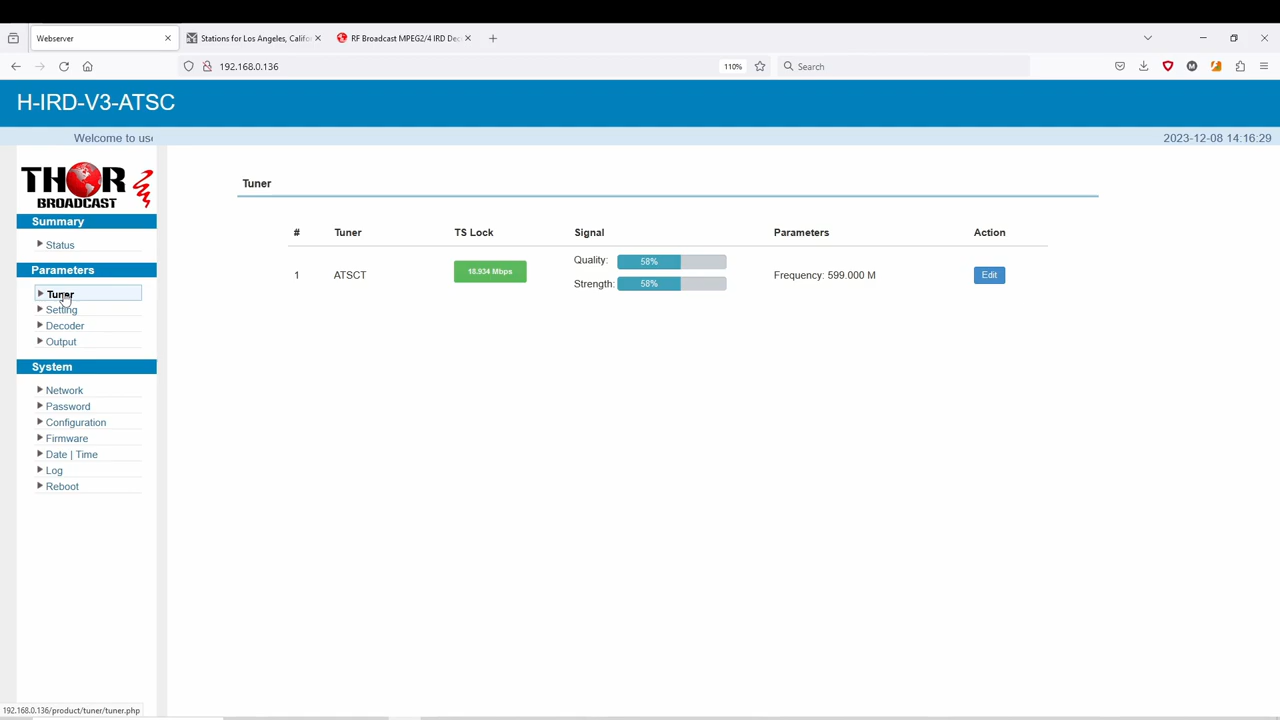 Webserver
Stations for Los Angeles, Califo
RF Broadcast MPEG2/4 IRD Dec
192.168.0.136
110%
Search
H-IRD-V3-ATSC
Welcome to use
2023-12-08 14:16:29
THOR
BROADCAST
Summary
Status
Parameters
Tuner
Setting
Decoder
Output
System
Network
Password
Configuration
Firmware
Date | Time
Log
Reboot
Tuner
# Tuner TS Lock Signal Parameters Action
Quality: 58%
1 ATSCT 18.934 Mbps Frequency: 599.000 M Edit
Strength: 58%
192.168.0.136/product/tuner/tuner.php